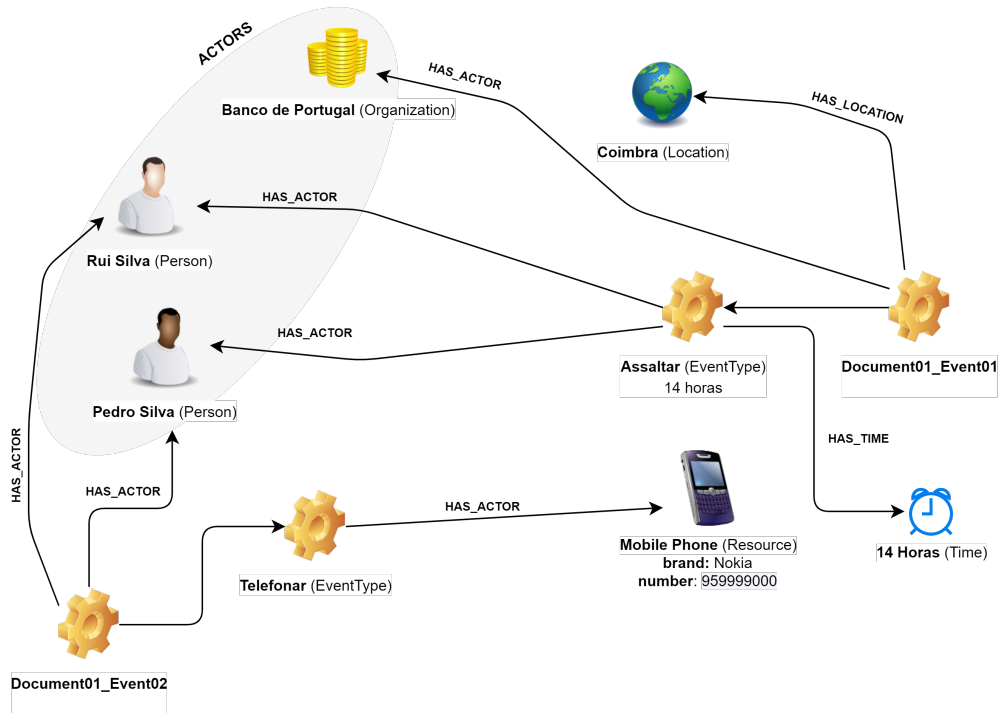 ACTORS
HAS_ACTOR
Banco de Portugal (Organization)
HAS_LOCATION
Coimbra (Location)
HAS_ACTOR
Rui Silva (Person)
HAS_ACTOR
Assaltar (EventType)
14 horas
Document01_Event01
Pedro Silva (Person)
HAS_ACTOR
HAS_TIME
HAS_ACTOR
HAS_ACTOR
14 Horas (Time)
Mobile Phone (Resource)
brand: Nokia
number: 959999000
Telefonar (EventType)
Document01_Event02